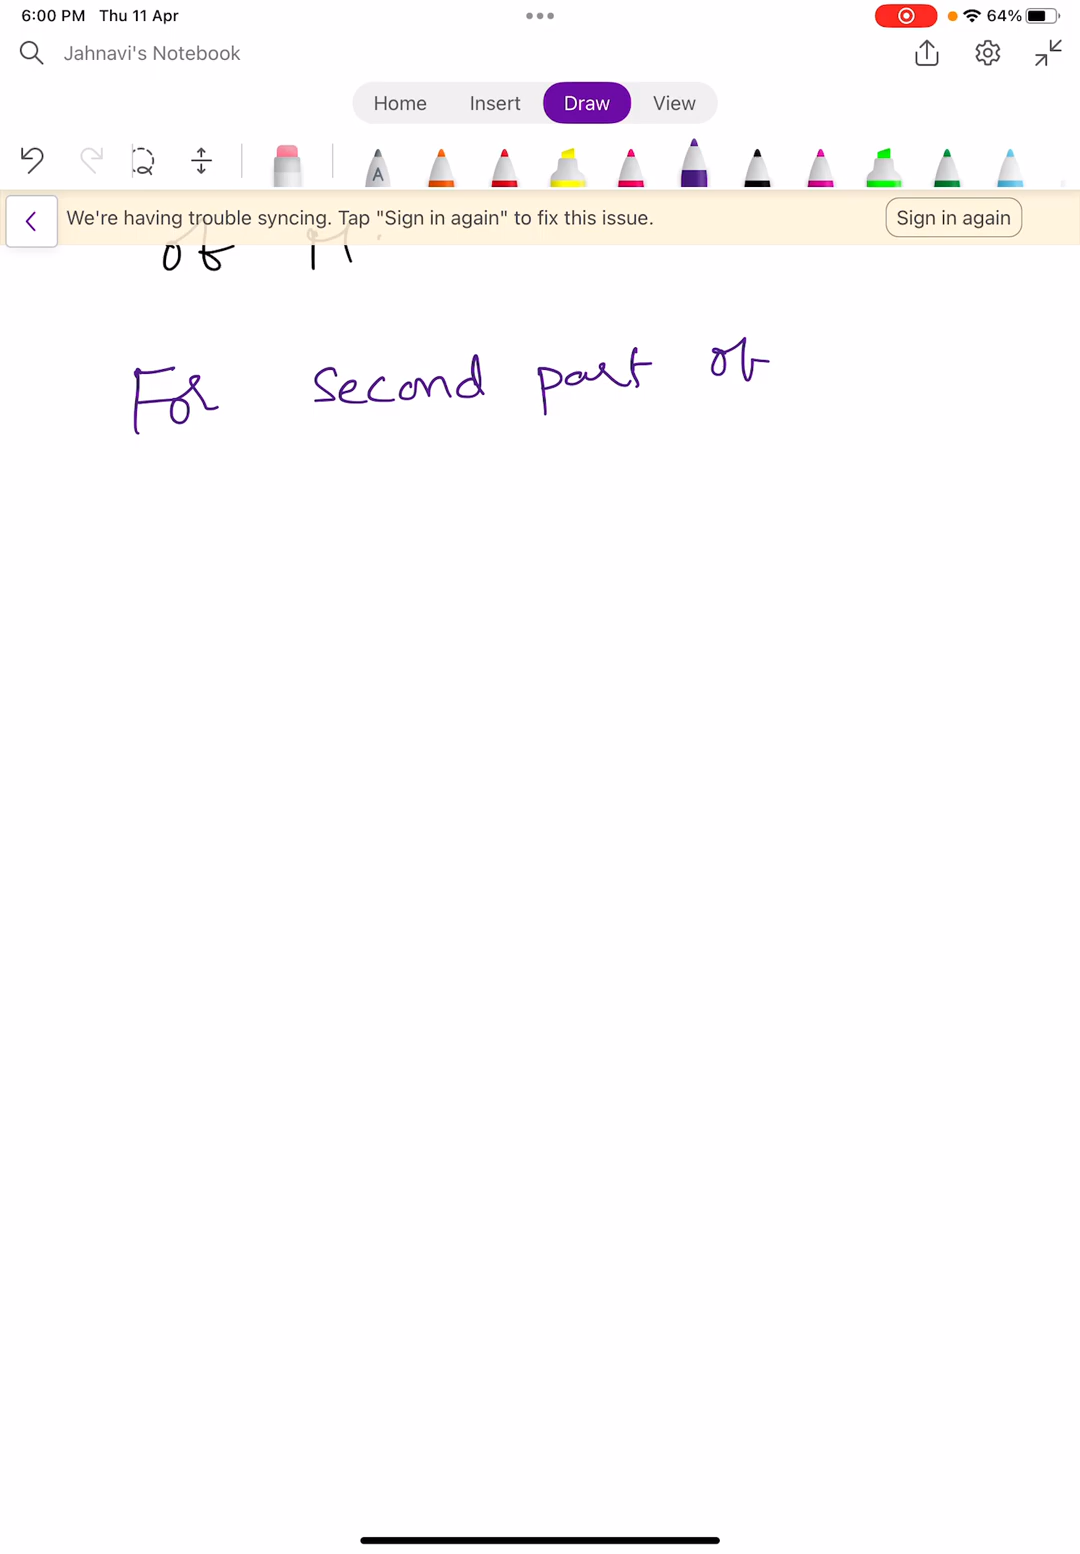 6:00 PM Thu 11 Apr 64%
Jahnavi's Notebook
Home Insert Draw View
A
We're having trouble syncing. Tap "Sign in again" to fix this issue. Sign in again
of
For second part of